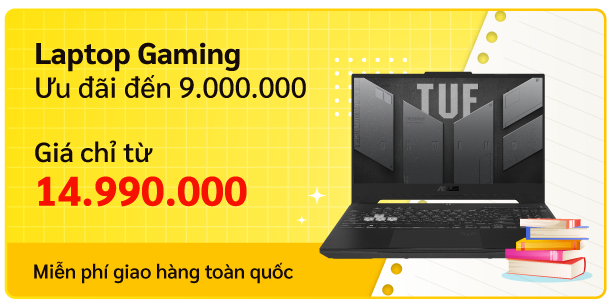 Laptop Gaming
Ưu đãi đến 9.000.000
Giá chỉ từ
14.990.000
Miễn phí giao hàng toàn quốc
TUF
ASUS